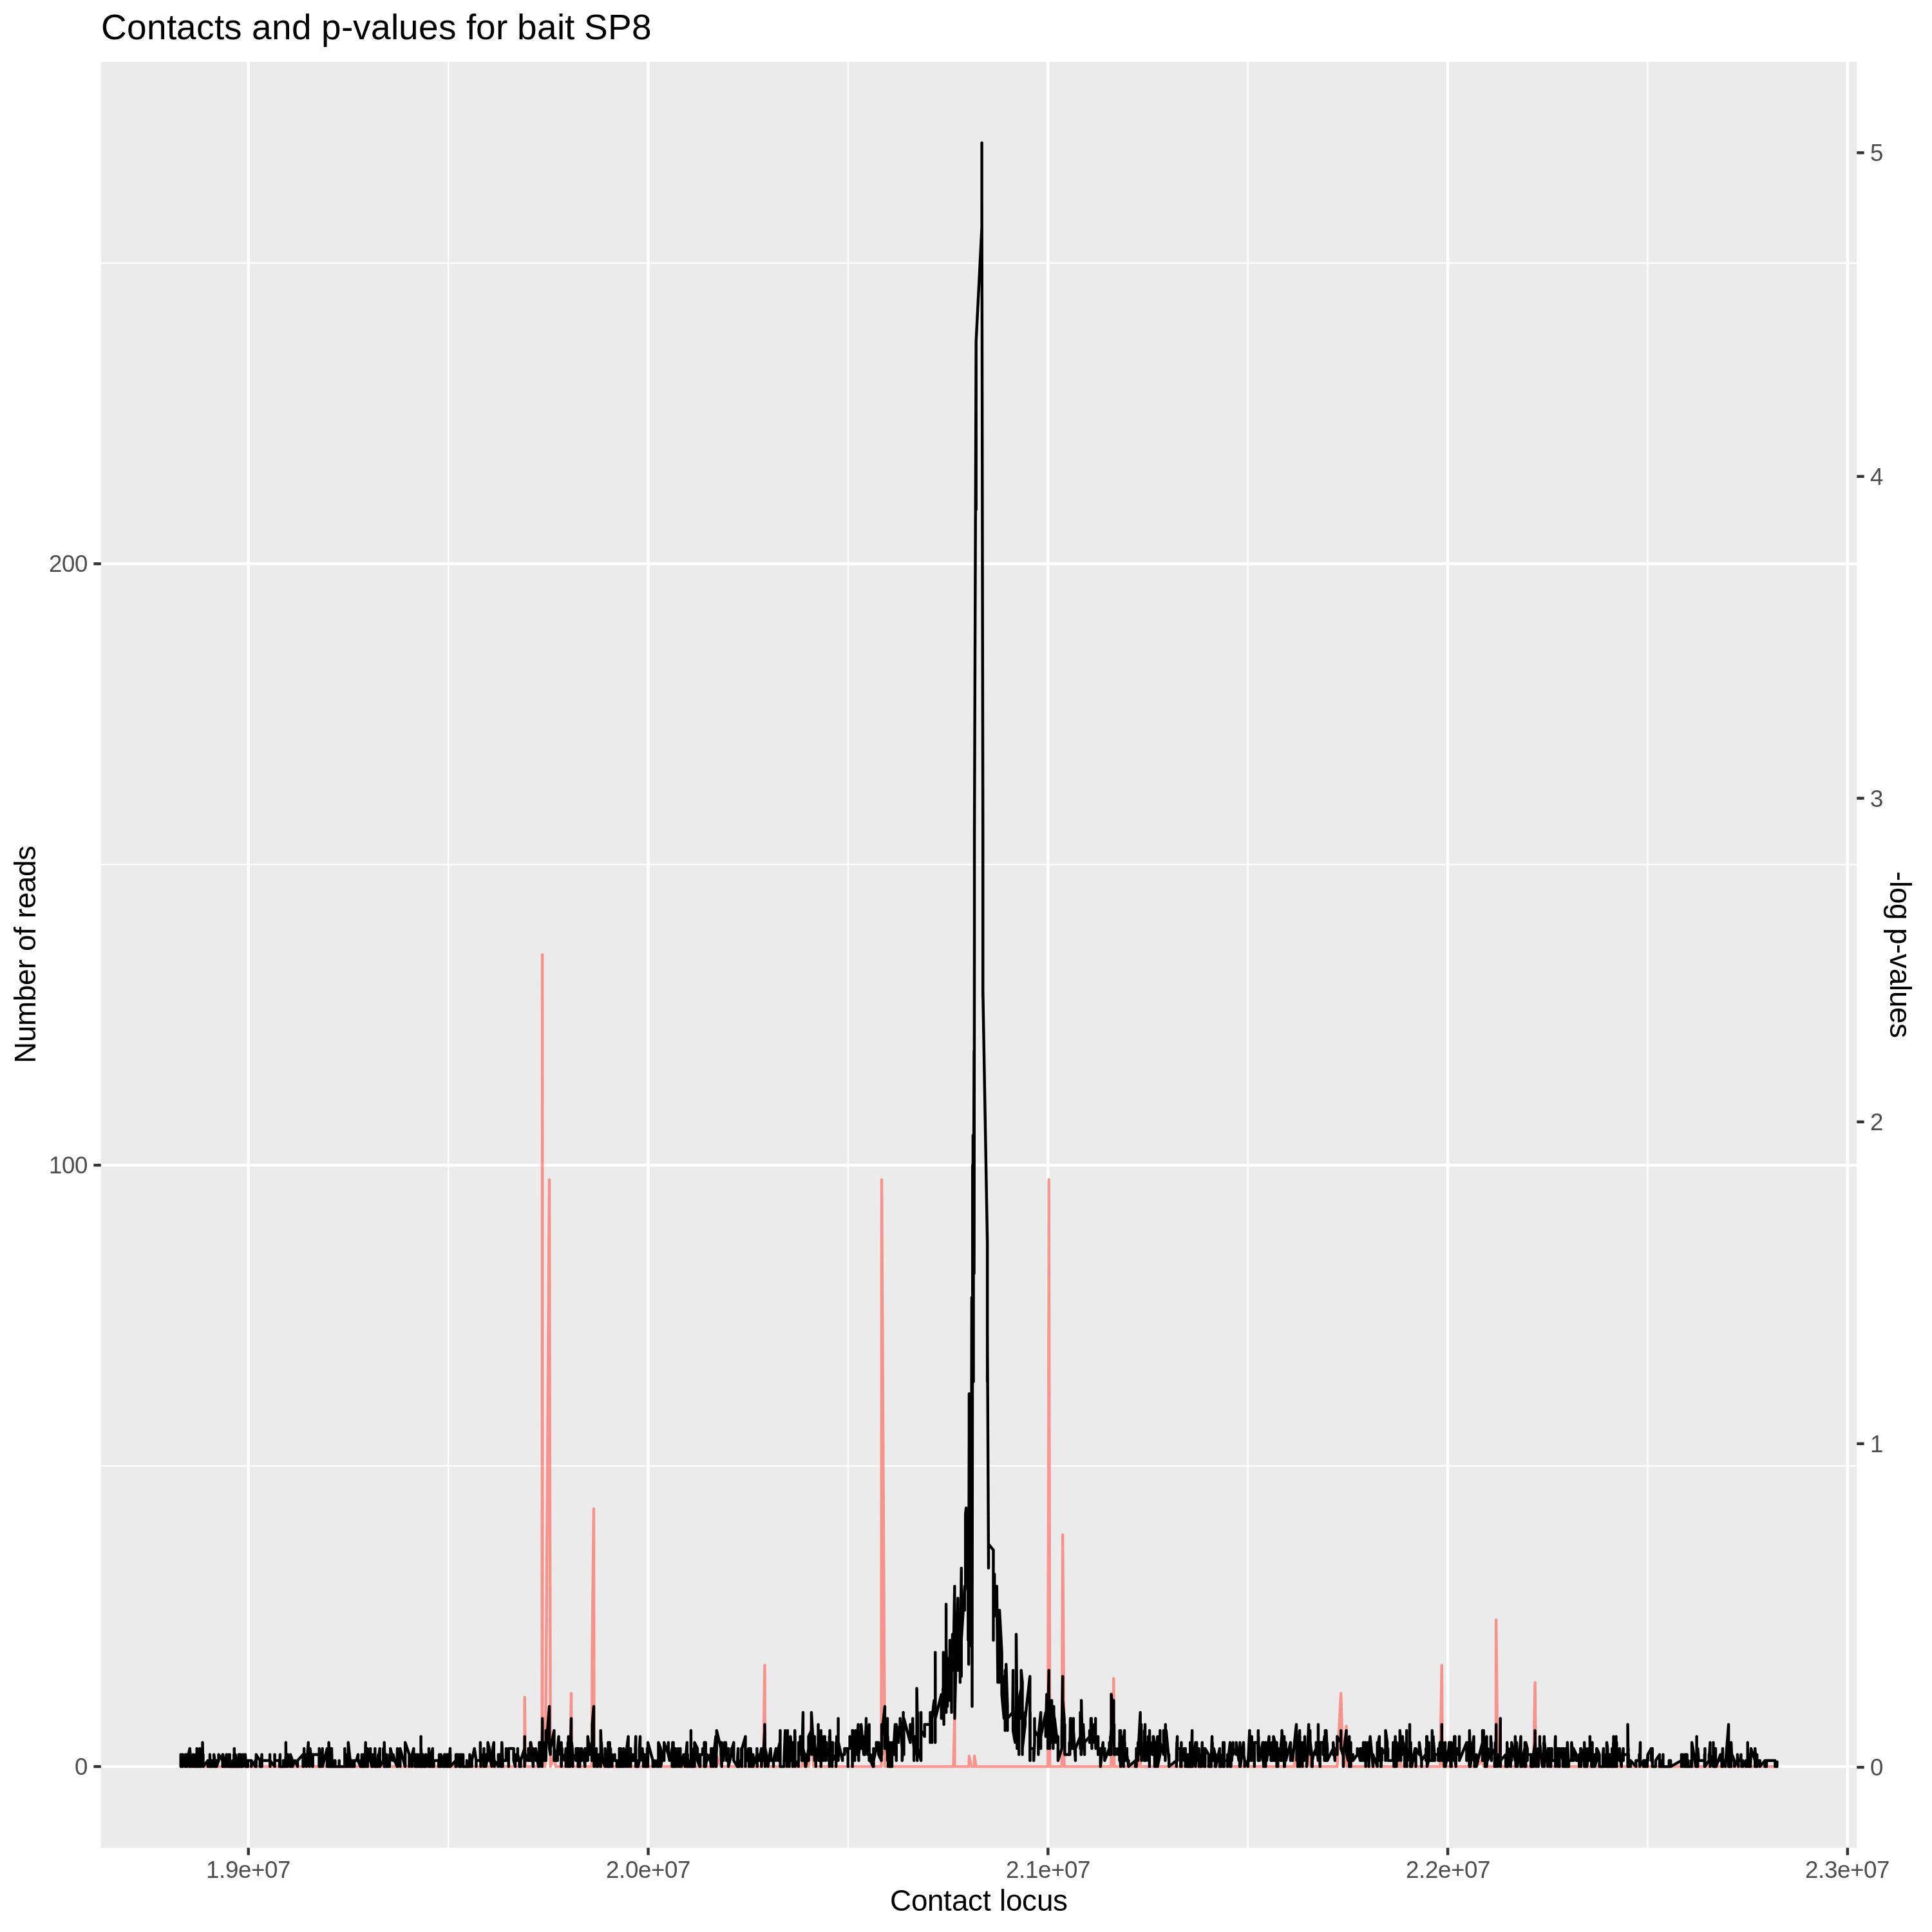 Contacts and p-values for bait SP8
Number of reads
200
100
0
5
4
3
2
1
0
-log p-values
1.9e+07
2.0e+07
2.1e+07
2.2e+07
2.3e+07
Contact locus